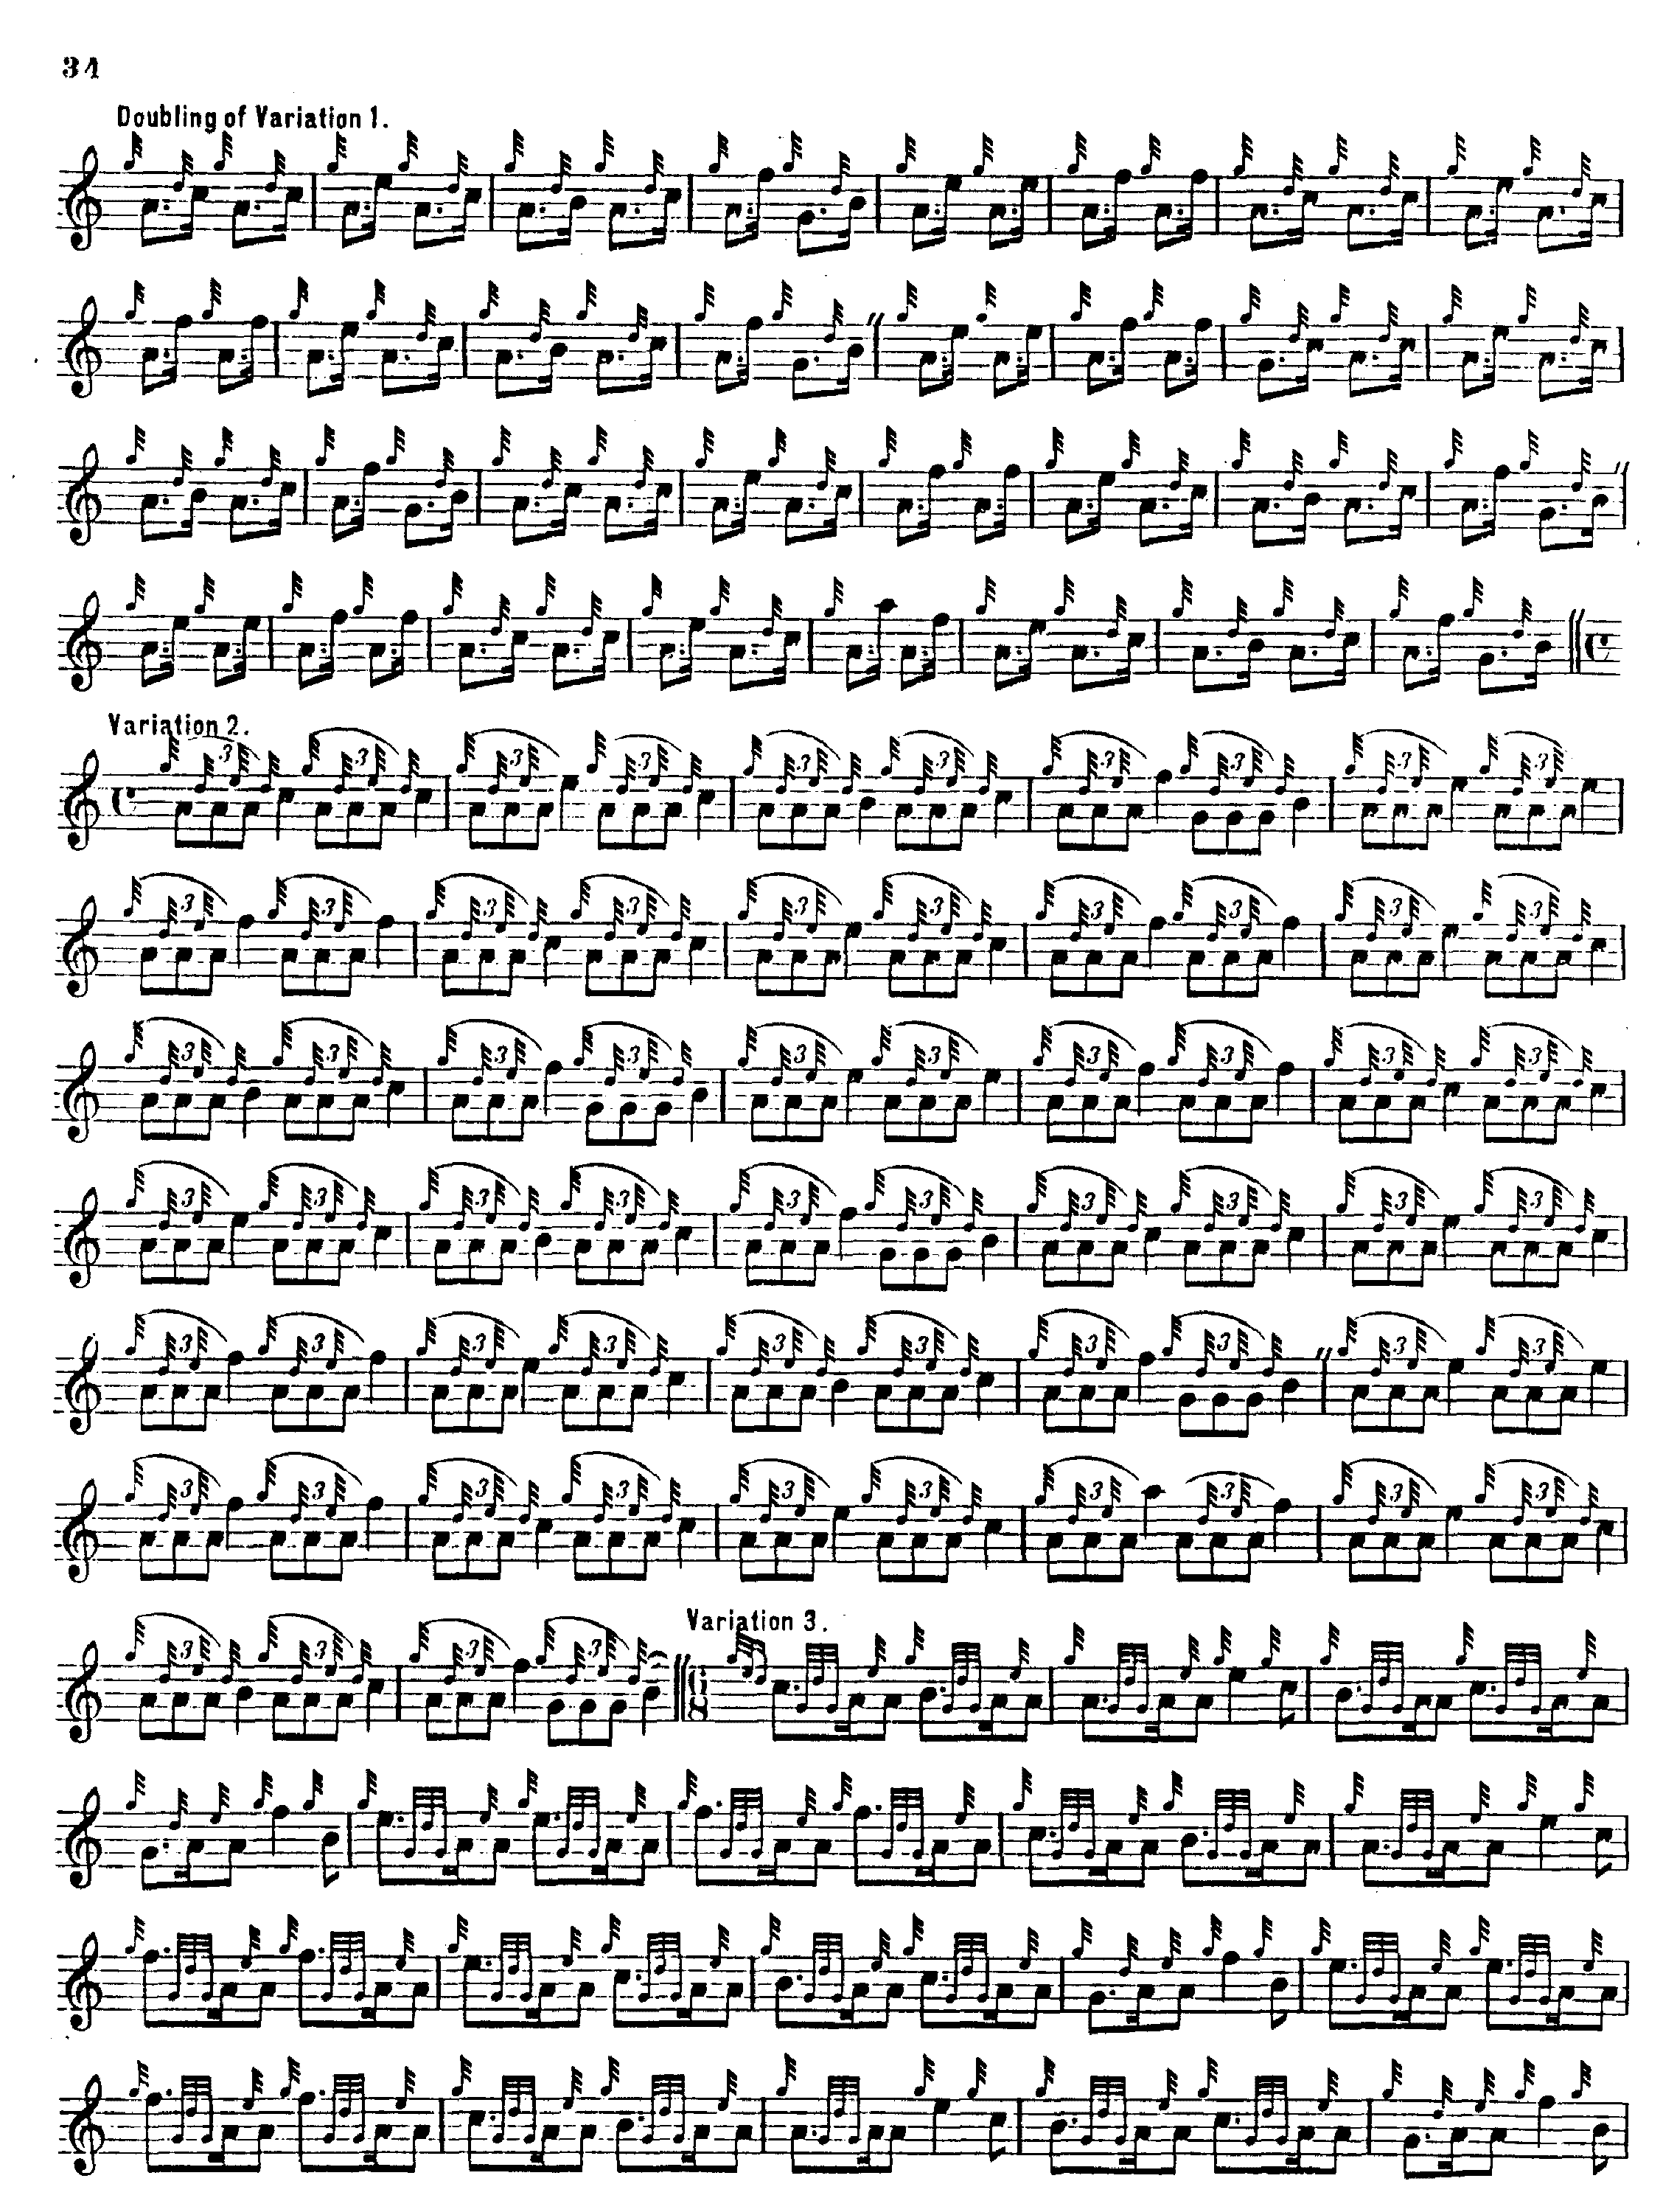 34
Doubling of Variation 1.
Variation 2.
Variation 3.